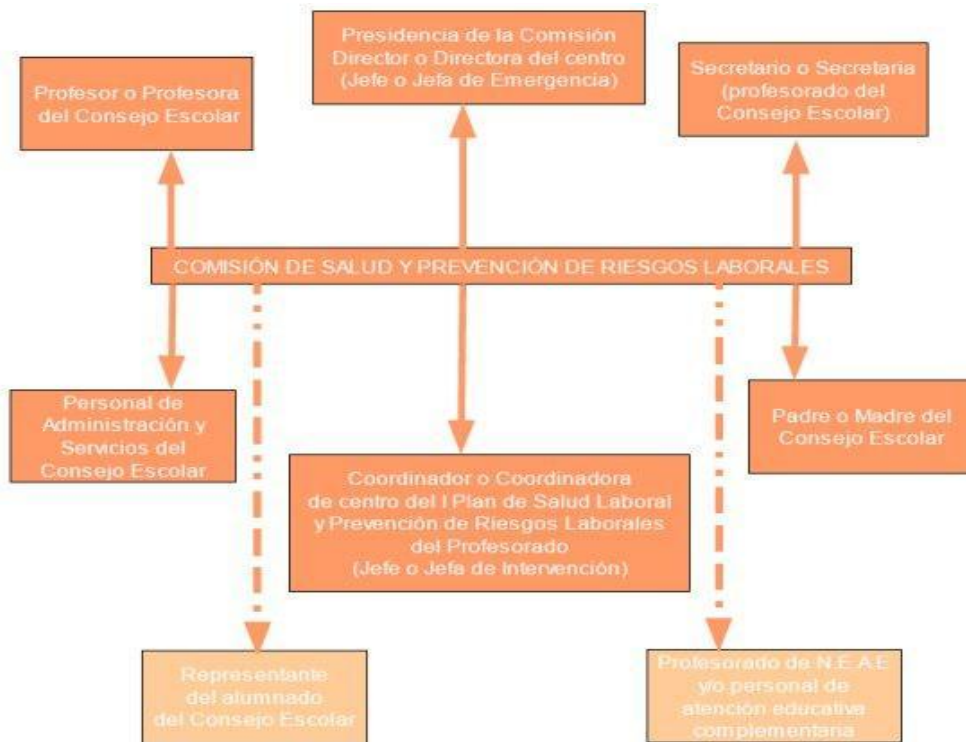 Presidencia de la Comisión
Director o Directora del centro
(Jefe o Jefa de Emergencia)
Profesor o Profesora
del Consejo Escolar
Secretario o Secretaria
(profesorado del
Consejo Escolar)
COMISIÓN DE SALUD Y PREVENCIÓN DE RIESGOS LABORALES
Personal de
Administración y
Servicios del
Consejo Escolar
Padre o Madre del
Consejo Escolar
Coordinador o Coordinadora
de centro del I Plan de Salud Laboral
y Prevención de Riesgos Laborales
del Profesorado
(Jefe o Jefa de Intervención)
Representante
del alumnado
del Consejo Escolar
Profesorado de N.E.A.E
y/o personal de
atención educativa
complementaria